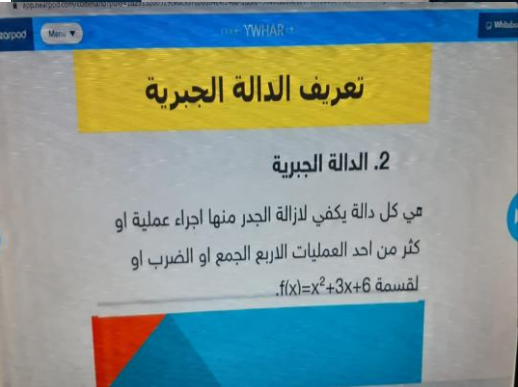 zarpod
Menu ▼
YWHAR
تعريف الدالة الجبرية
2. الدالة الجبرية
هي كل دالة يكفي لازالة الجدر منها اجراء عملية او
كثر من احد العمليات الاربع الجمع او الضرب او
لقسمة f(x)=x²+3x+6.